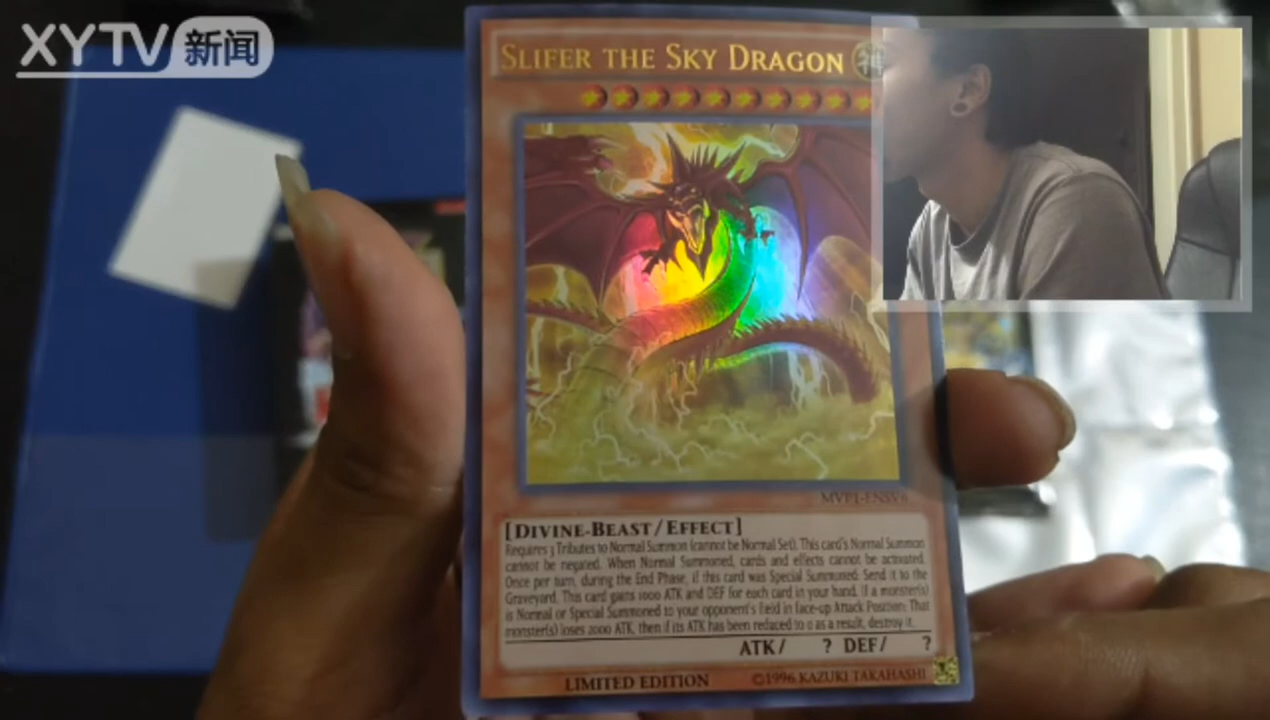 XYTV新闻
SLIFER THE SKY DRAGON
MVP1-ENSV6
[DIVINE-BEAST/EFFECT]
Requires 3 Tributes to Normal Summon (cannot be Normal Set). This card's Normal Summon
cannot be negated. When Normal Summoned, cards and effects cannot be activated.
Once per turn, during the End Phase, if this card was Special Summoned: Send it to the
Graveyard. This card gains 1000 ATK and DEF for each card in your hand. If a monster(s)
is Normal or Special Summoned to your opponent's field in face-up Attack Position: That
monster(s) loses 2000 ATK, then if its ATK has been reduced to 0 as a result, destroy it.
ATK/ ? DEF/ ?
LIMITED EDITION ©1996 KAZUKI TAKAHASHI